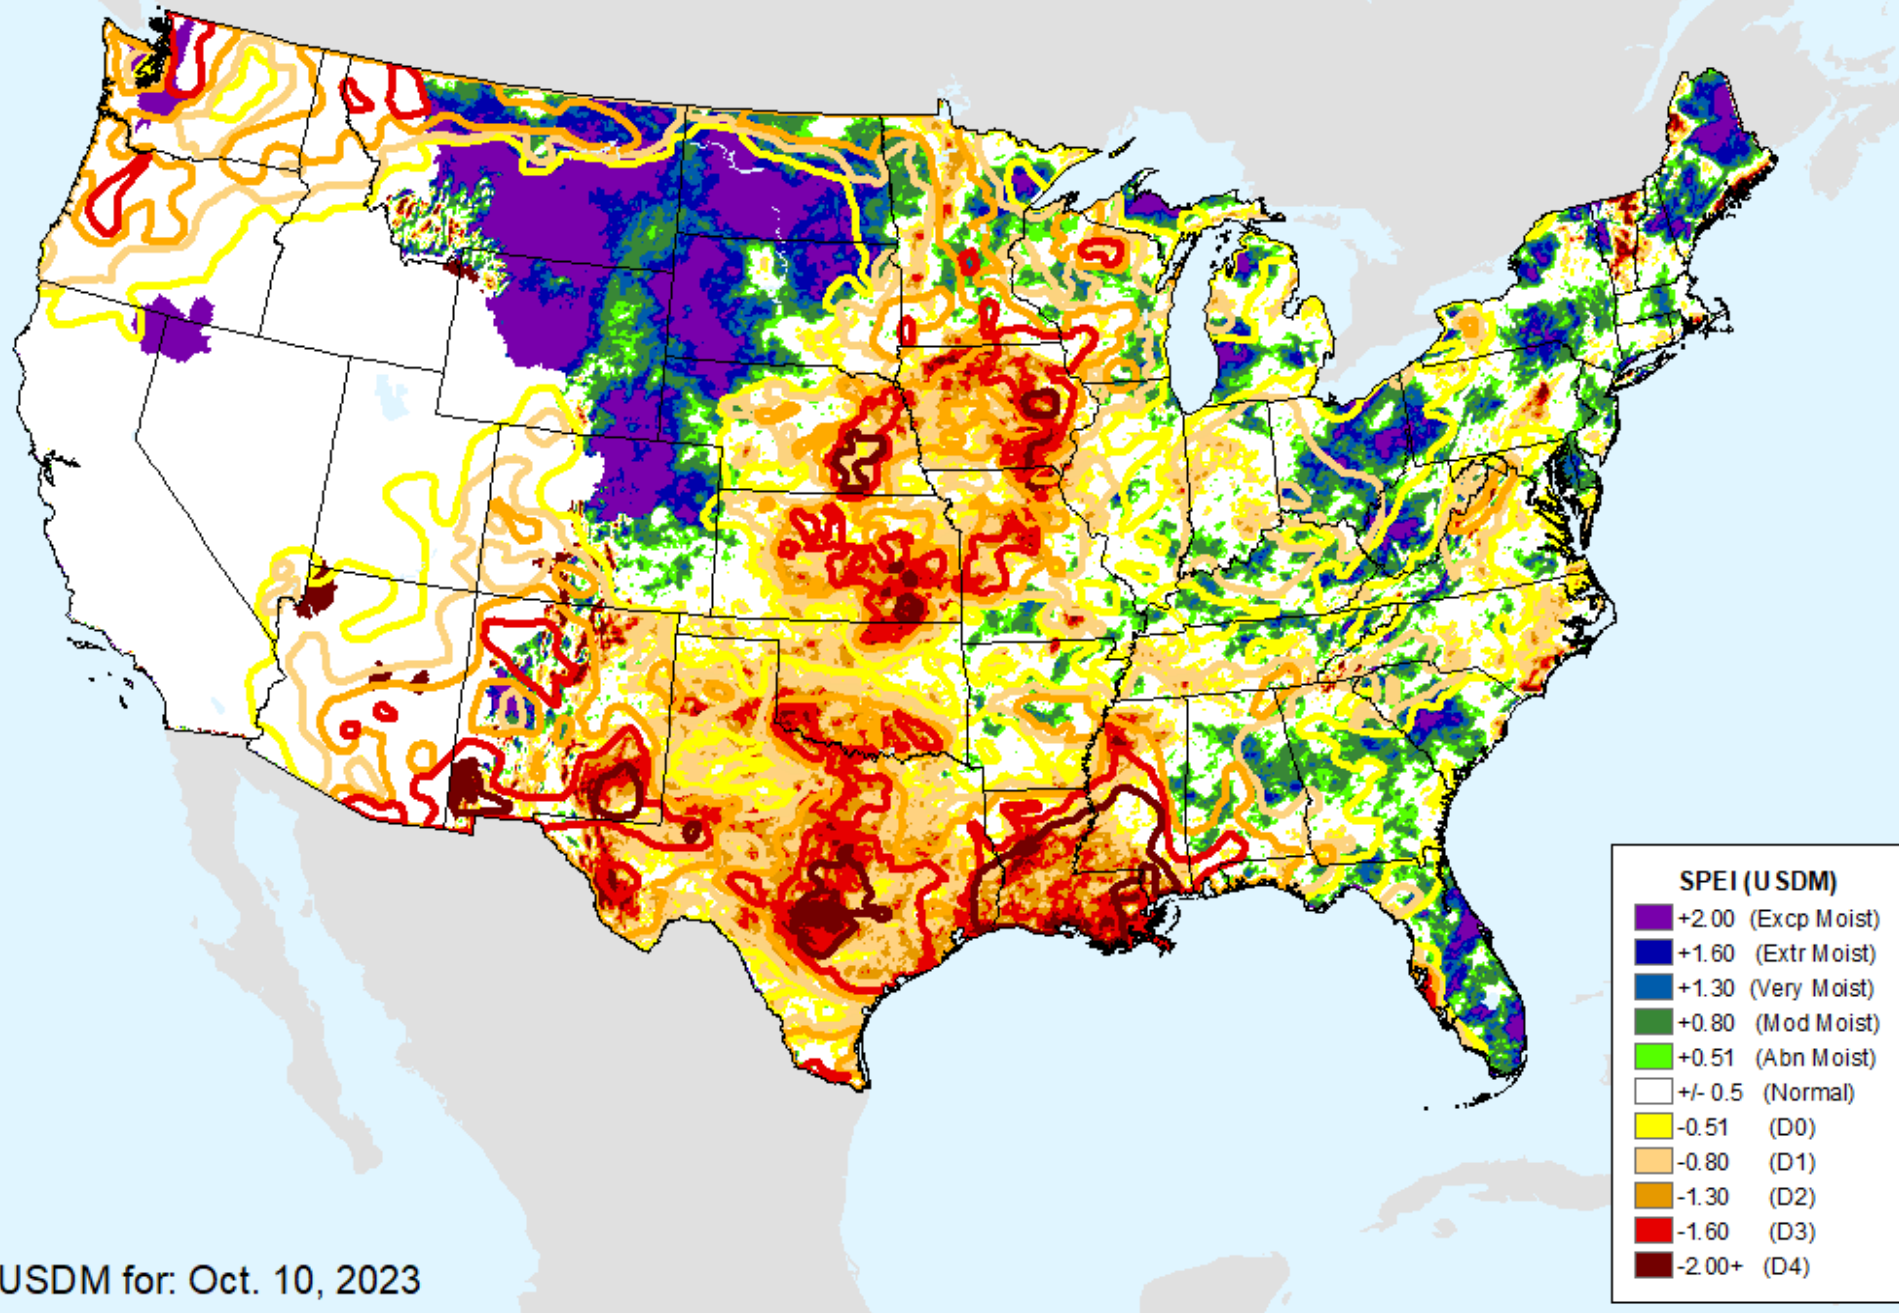 SPEI (USDM)
+2.00 (Excp Moist)
+1.60 (Extr Moist)
+1.30 (Very Moist)
+0.80 (Mod Moist)
+0.51 (Abn Moist)
+/- 0.5 (Normal)
-0.51 (D0)
-0.80 (D1)
-1.30 (D2)
-1.60 (D3)
-2.00+ (D4)
USDM for: Oct. 10, 2023